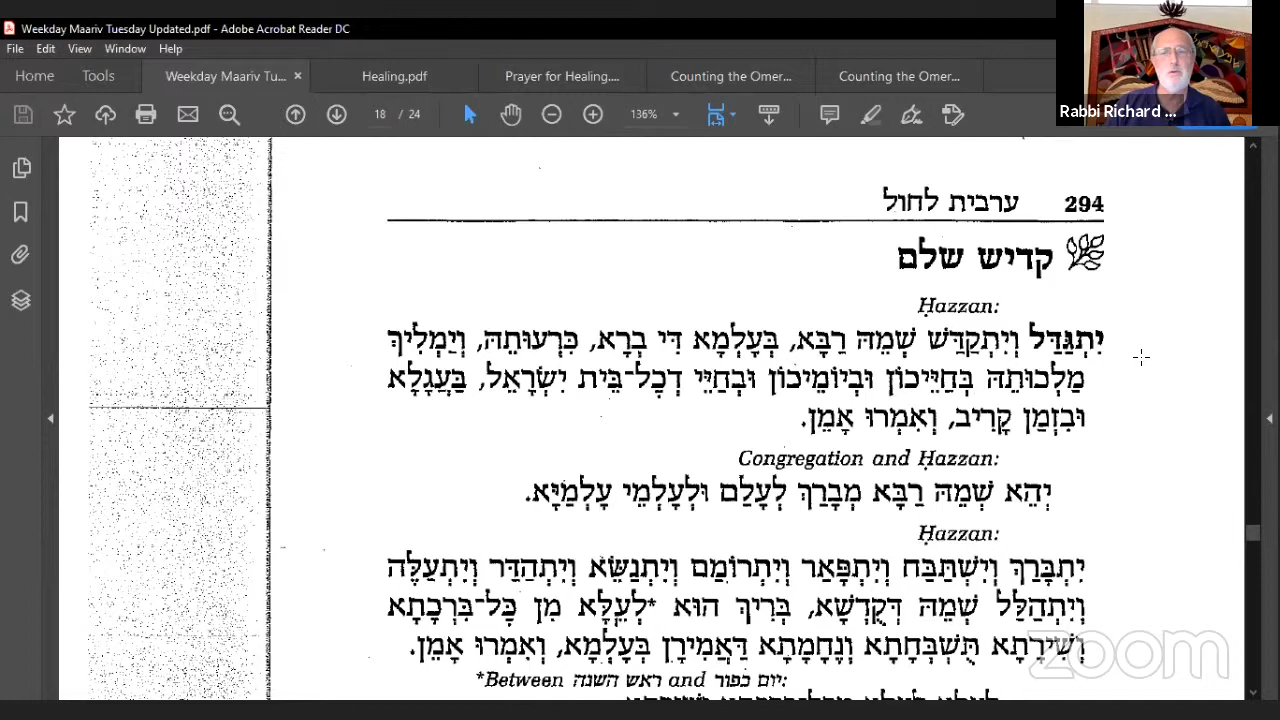 Weekday Maariv Tuesday Updated.pdf - Adobe Acrobat Reader DC
File Edit View Window Help
Home Tools Weekday Maariv Tu... × Healing.pdf Prayer for Healing.... Counting the Omer... Counting the Omer...
18 / 24 136%
Rabbi Richard ...
294 ערבית לחול
קדיש שלם
Ḥazzan:
יִתְגַּדַּל וְיִתְקַדַּשׁ שְׁמֵהּ רַבָּא, בְּעָלְמָא דִּי בְרָא, כִּרְעוּתֵהּ, וְיַמְלִיךְ
מַלְכוּתֵהּ בְּחַיֵּיכוֹן וּבְיוֹמֵיכוֹן וּבְחַיֵּי דְכָל־בֵּית יִשְׂרָאֵל, בַּעֲגָלָא
וּבִזְמַן קָרִיב, וְאִמְרוּ אָמֵן.
Congregation and Ḥazzan:
יְהֵא שְׁמֵהּ רַבָּא מְבָרַךְ לְעָלַם וּלְעָלְמֵי עָלְמַיָּא.
Ḥazzan:
יִתְבָּרַךְ וְיִשְׁתַּבַּח וְיִתְפָּאַר וְיִתְרוֹמַם וְיִתְנַשֵּׂא וְיִתְהַדַּר וְיִתְעַלֶּה
וְיִתְהַלַּל שְׁמֵהּ דְּקֻדְשָׁא, בְּרִיךְ הוּא *לְעֵלָּא מִן כָּל־בִּרְכָתָא
וְשִׁירָתָא תֻּשְׁבְּחָתָא וְנֶחָמָתָא דַּאֲמִירָן בְּעָלְמָא, וְאִמְרוּ אָמֵן.
*Between ראש השנה and יום כפור:
zoom